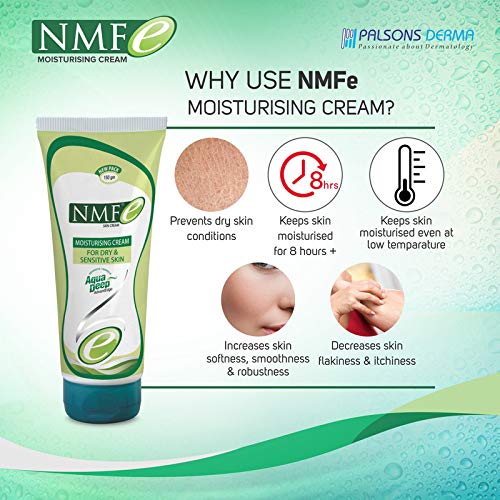 NMFe
MOISTURISING CREAM
PALSONS DERMA
Passionate about Dermatology
WHY USE NMFe
MOISTURISING CREAM?
NEW PACK
150 gm
NMFe
SKIN CREAM
MOISTURISING CREAM
FOR DRY &
SENSITIVE SKIN
Aqua
Deep
e
8hrs
Prevents dry skin
conditions
Keeps skin
moisturised
for 8 hours +
Keeps skin
moisturised even at
low temparature
Increases skin
softness, smoothness
& robustness
Decreases skin
flakiness & itchiness